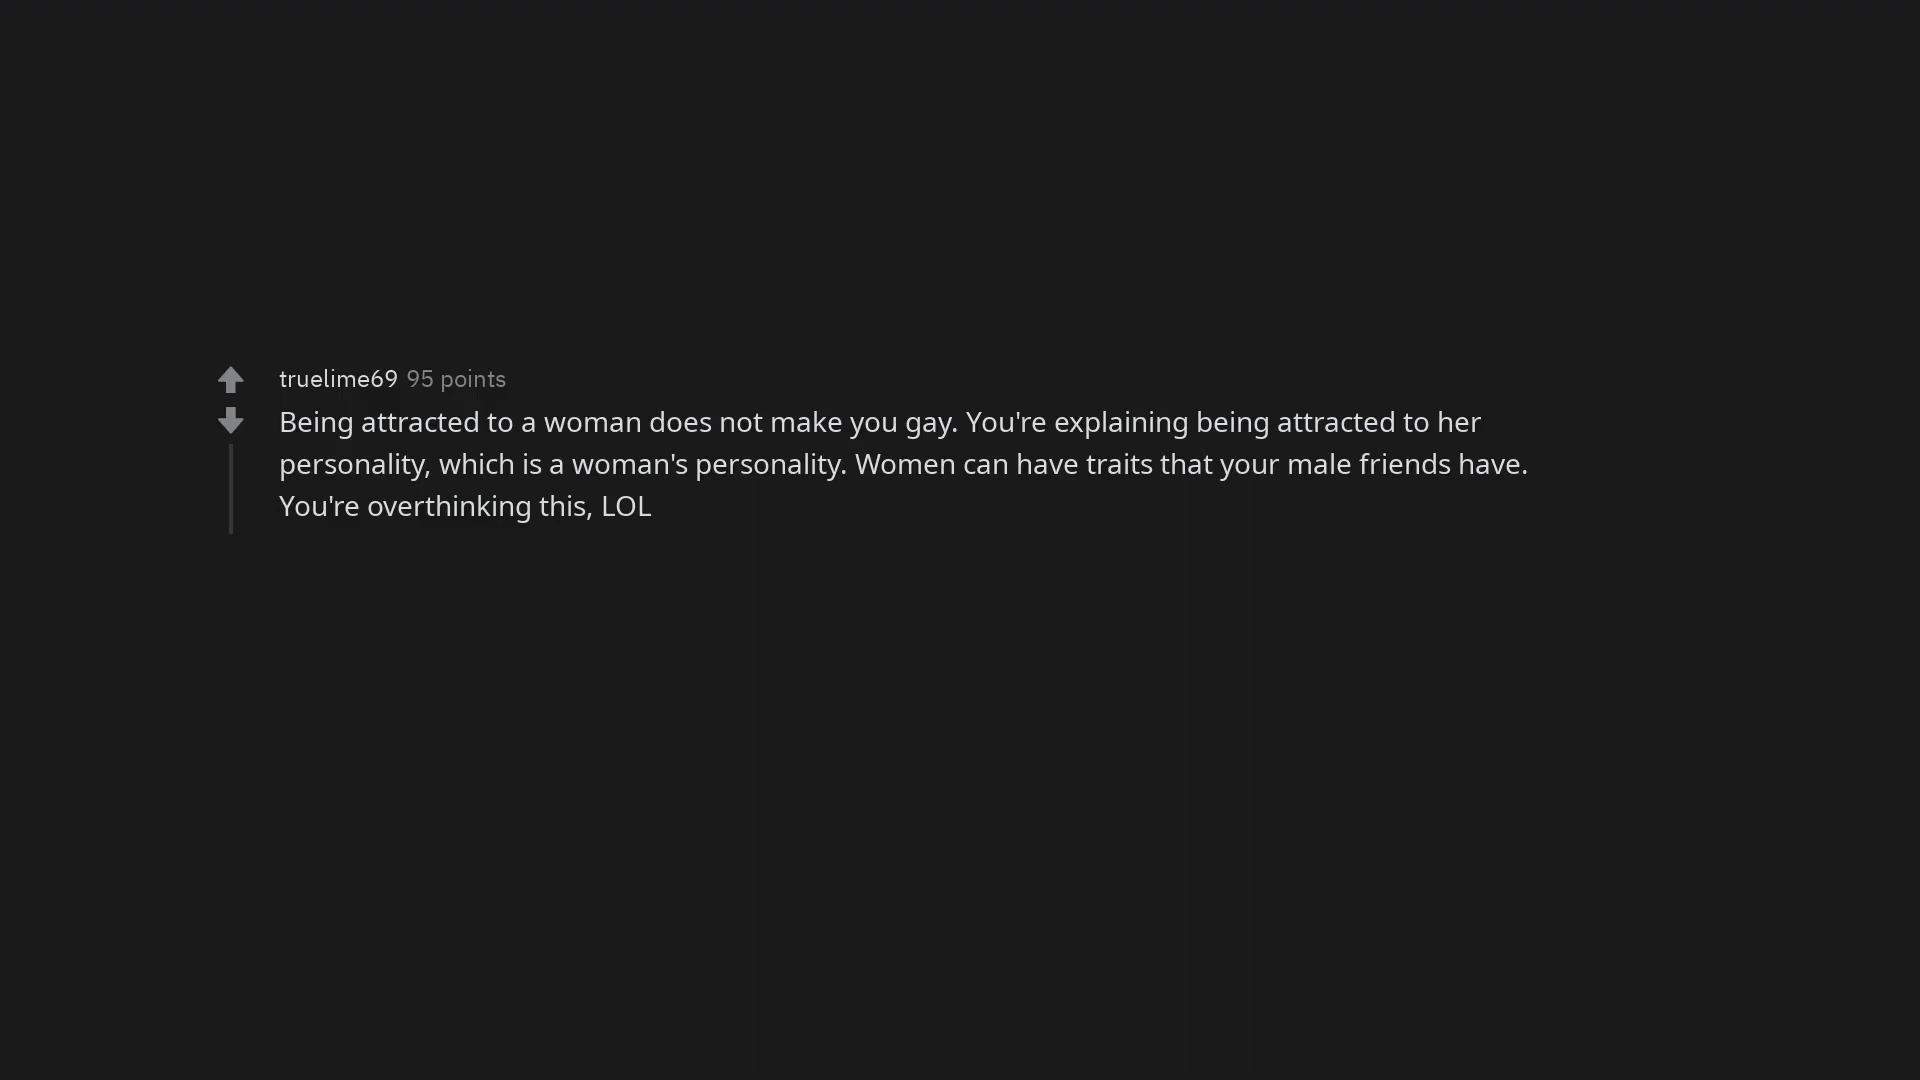 truelime69 95 points
Being attracted to a woman does not make you gay. You're explaining being attracted to her
personality, which is a woman's personality. Women can have traits that your male friends have.
You're overthinking this, LOL